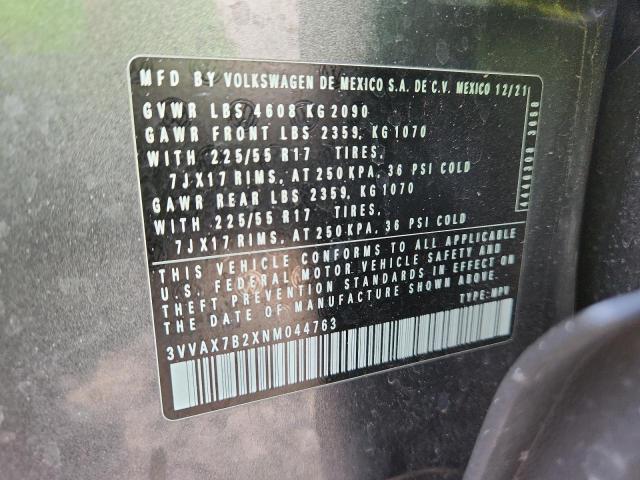 MFD BY VOLKSWAGEN DE MEXICO S.A. DE C.V. MEXICO 12/21
GVWR LBS 4608 KG 2090
GAWR FRONT LBS 2359, KG 1070
WITH 225/55 R17 TIRES,
7JX17 RIMS, AT 250 KPA, 36 PSI COLD
GAWR REAR LBS 2359, KG 1070
WITH 225/55 R17 TIRES,
7JX17 RIMS, AT 250 KPA, 36 PSI COLD
THIS VEHICLE CONFORMS TO ALL APPLICABLE
U.S. FEDERAL MOTOR VEHICLE SAFETY AND
THEFT PREVENTION STANDARDS IN EFFECT ON
THE DATE OF MANUFACTURE SHOWN ABOVE.
TYPE: MPV
3VVAX7B2XNM044763